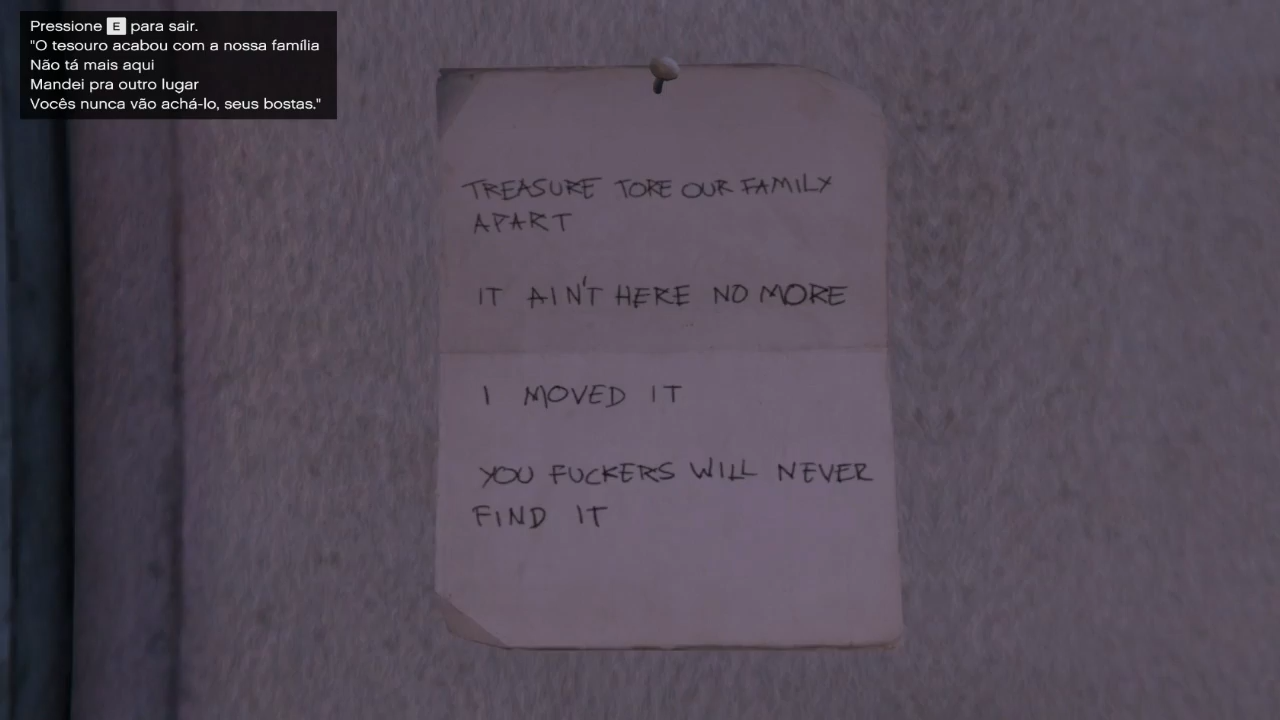 Pressione E para sair.
"O tesouro acabou com a nossa família
Não tá mais aqui
Mandei pra outro lugar
Vocês nunca vão achá-lo, seus bostas."
TREASURE TORE OUR FAMILY
APART
IT AIN'T HERE NO MORE
I MOVED IT
YOU FUCKERS WILL NEVER
FIND IT